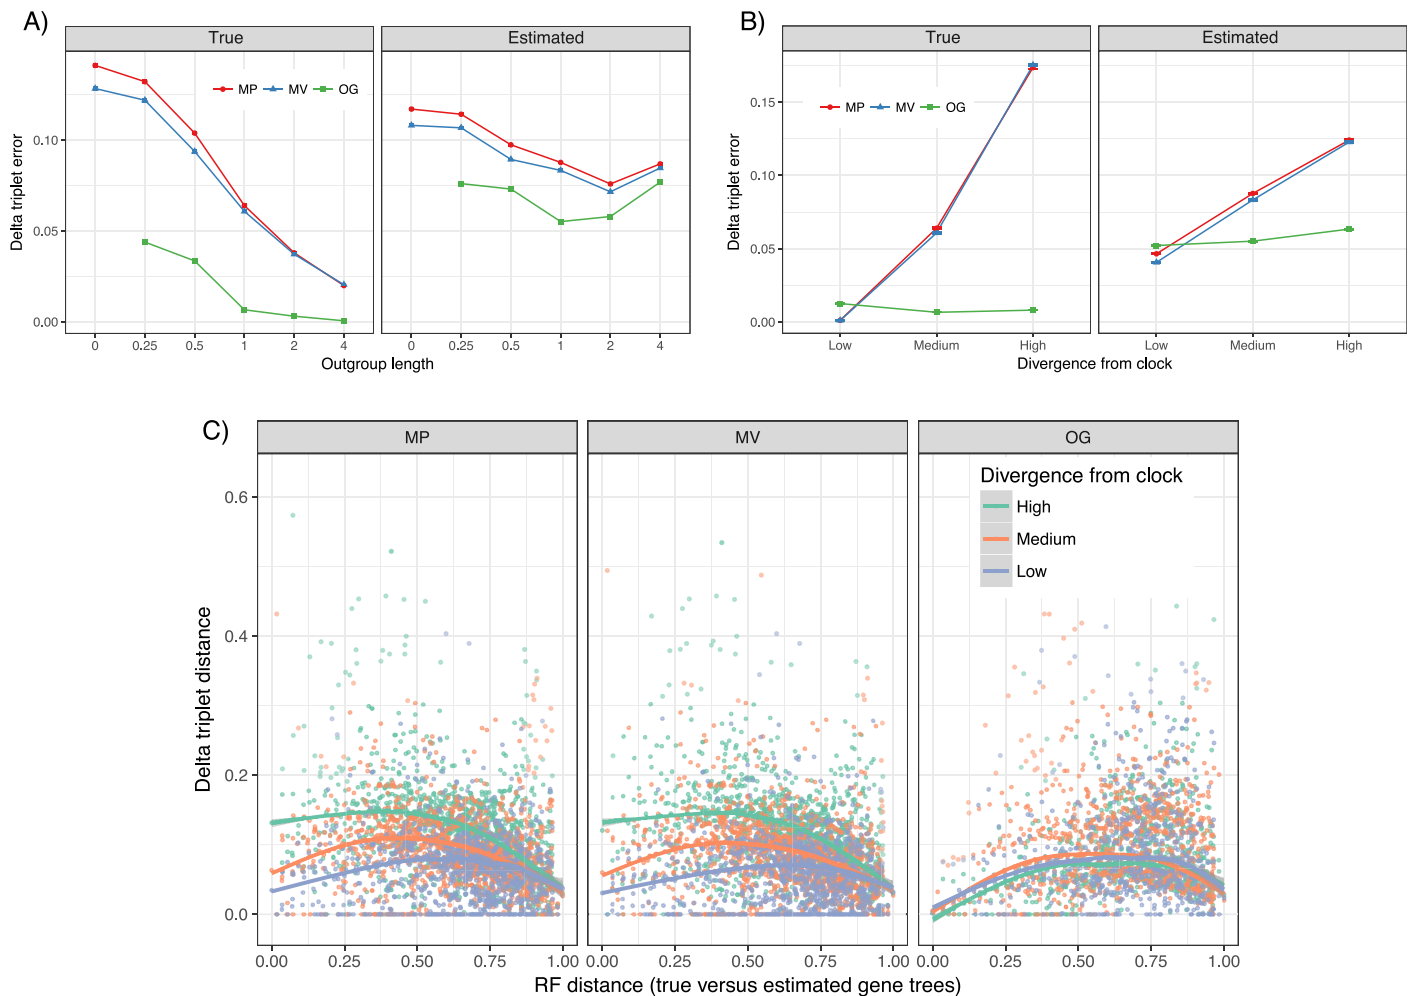 A)
True
Estimated
MP MV OG
Delta triplet error
0.10
0.05
0.00
0 0.25 0.5 1 2 4
0 0.25 0.5 1 2 4
Outgroup length
B)
True
Estimated
MP MV OG
Delta triplet error
0.15
0.10
0.05
0.00
Low Medium High
Low Medium High
Divergence from clock
C)
MP
MV
OG
Divergence from clock
High
Medium
Low
Delta triplet distance
0.6
0.4
0.2
0.0
0.00 0.25 0.50 0.75 1.00
0.00 0.25 0.50 0.75 1.00
0.00 0.25 0.50 0.75 1.00
RF distance (true versus estimated gene trees)